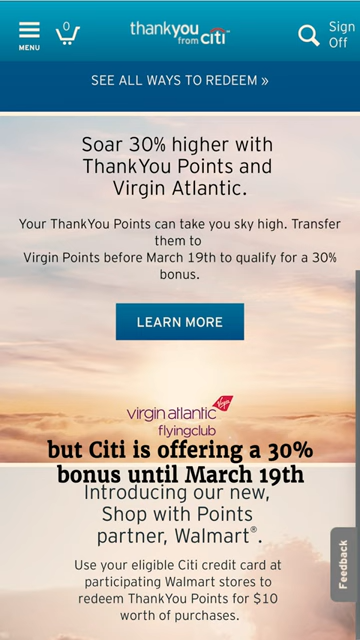 MENU
0
thankyou
from citi
Sign
Off
SEE ALL WAYS TO REDEEM »
Soar 30% higher with
ThankYou Points and
Virgin Atlantic.
Your ThankYou Points can take you sky high. Transfer
them to
Virgin Points before March 19th to qualify for a 30%
bonus.
LEARN MORE
virgin atlantic
Virgin
flyingclub
but Citi is offering a 30%
bonus until March 19th
Introducing our new,
Shop with Points
partner, Walmart®.
Use your eligible Citi credit card at
participating Walmart stores to
redeem ThankYou Points for $10
worth of purchases.
Feedback